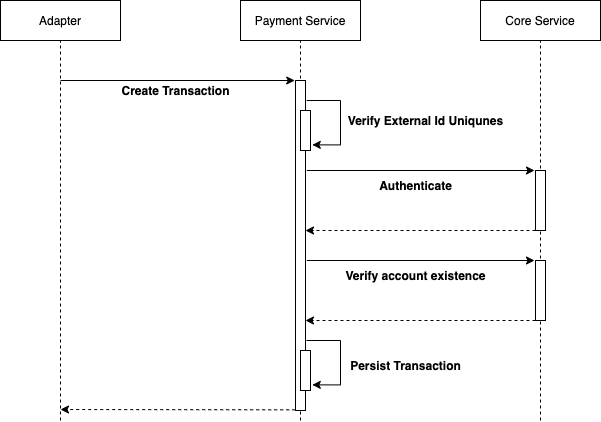 Adapter
Payment Service
Core Service
Create Transaction
Verify External Id Uniqunes
Authenticate
Verify account existence
Persist Transaction